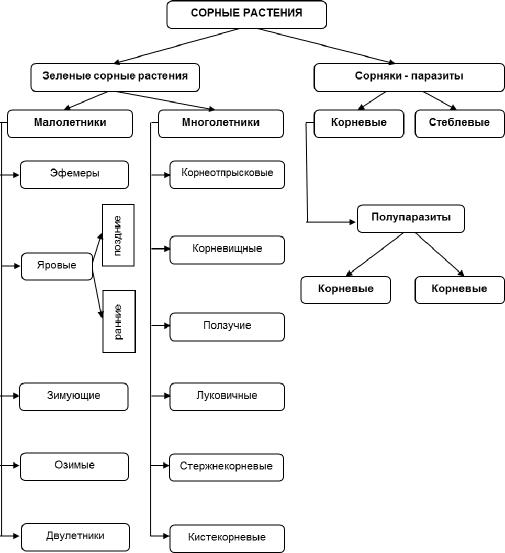 СОРНЫЕ РАСТЕНИЯ
Зеленые сорные растения
Сорняки - паразиты
Малолетники
Многолетники
Корневые
Стеблевые
Эфемеры
Корнеотпрысковые
поздние
Полупаразиты
Яровые
Корневищные
Корневые
Корневые
ранние
Ползучие
Зимующие
Луковичные
Озимые
Стержнекорневые
Двулетники
Кистекорневые